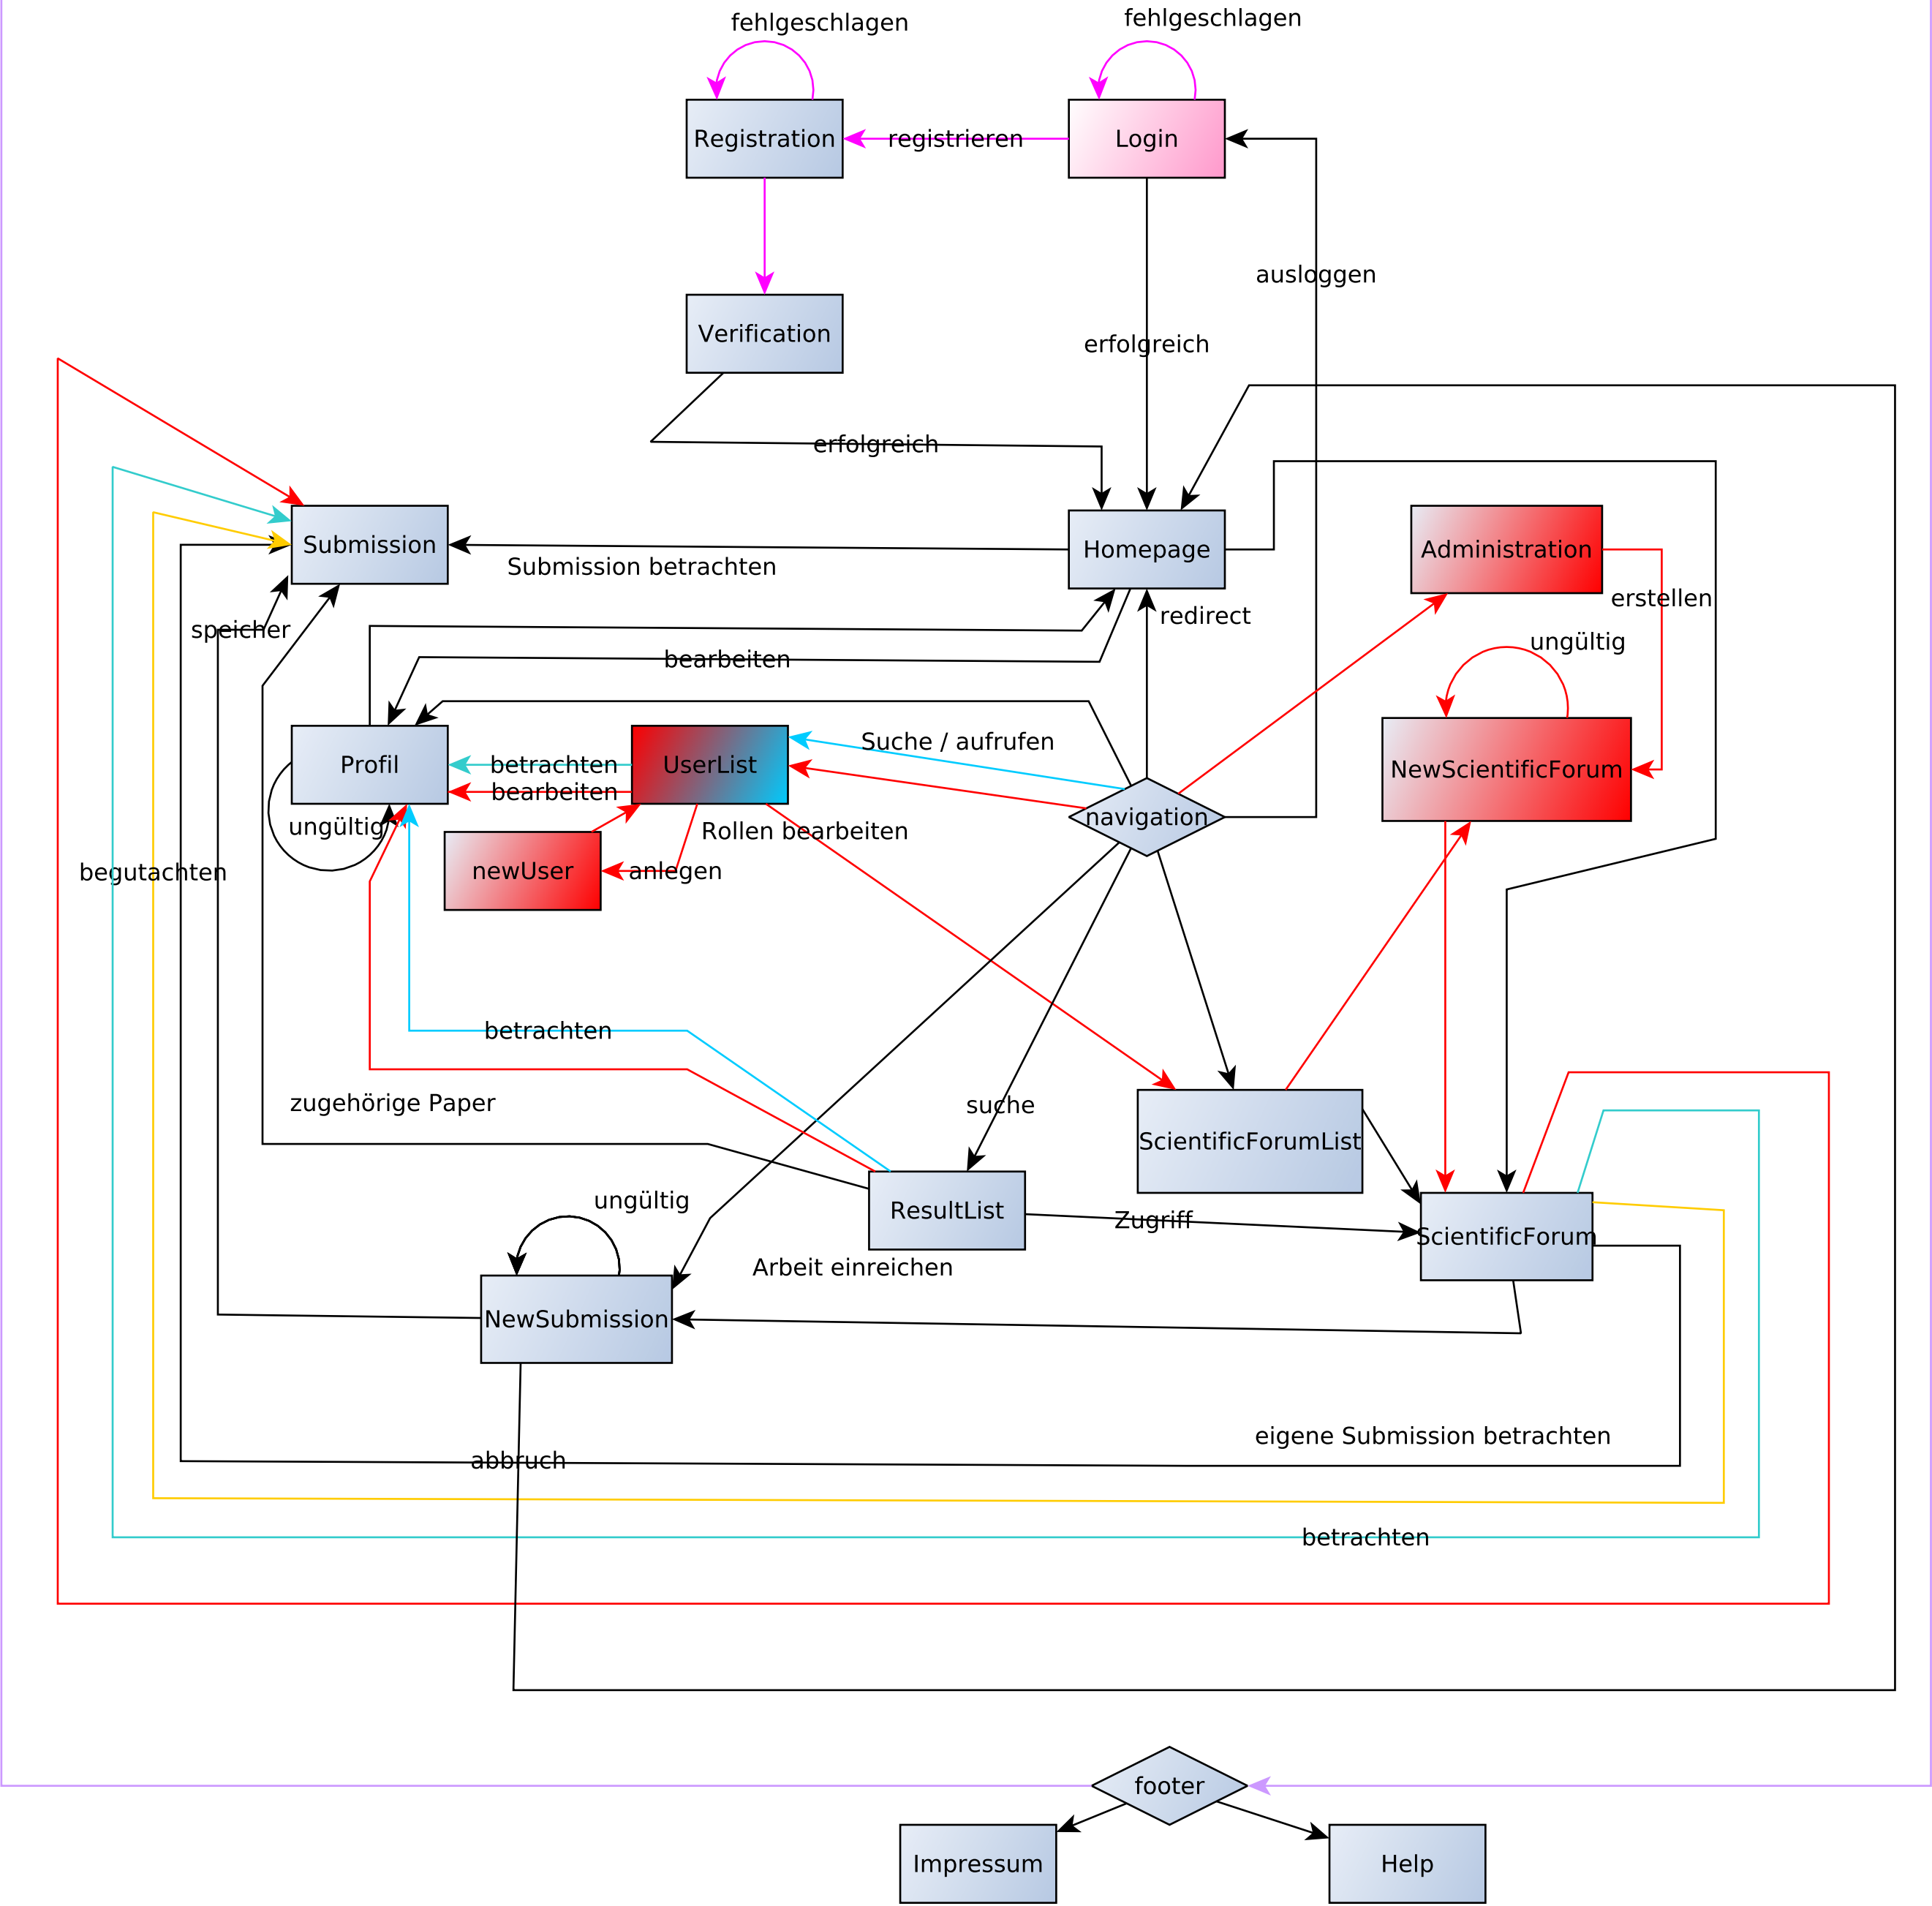 fehlgeschlagen
fehlgeschlagen
Registration
registrieren
Login
ausloggen
Verification
erfolgreich
erfolgreich
Submission
Submission betrachten
Homepage
Administration
erstellen
redirect
speicher
ungültig
bearbeiten
Suche / aufrufen
Profil
betrachten
UserList
NewScientificForum
bearbeiten
navigation
ungültig
Rollen bearbeiten
begutachten
newUser
anlegen
betrachten
zugehörige Paper
suche
ScientificForumList
ungültig
ResultList
Zugriff
ScientificForum
Arbeit einreichen
NewSubmission
eigene Submission betrachten
abbruch
betrachten
footer
Impressum
Help